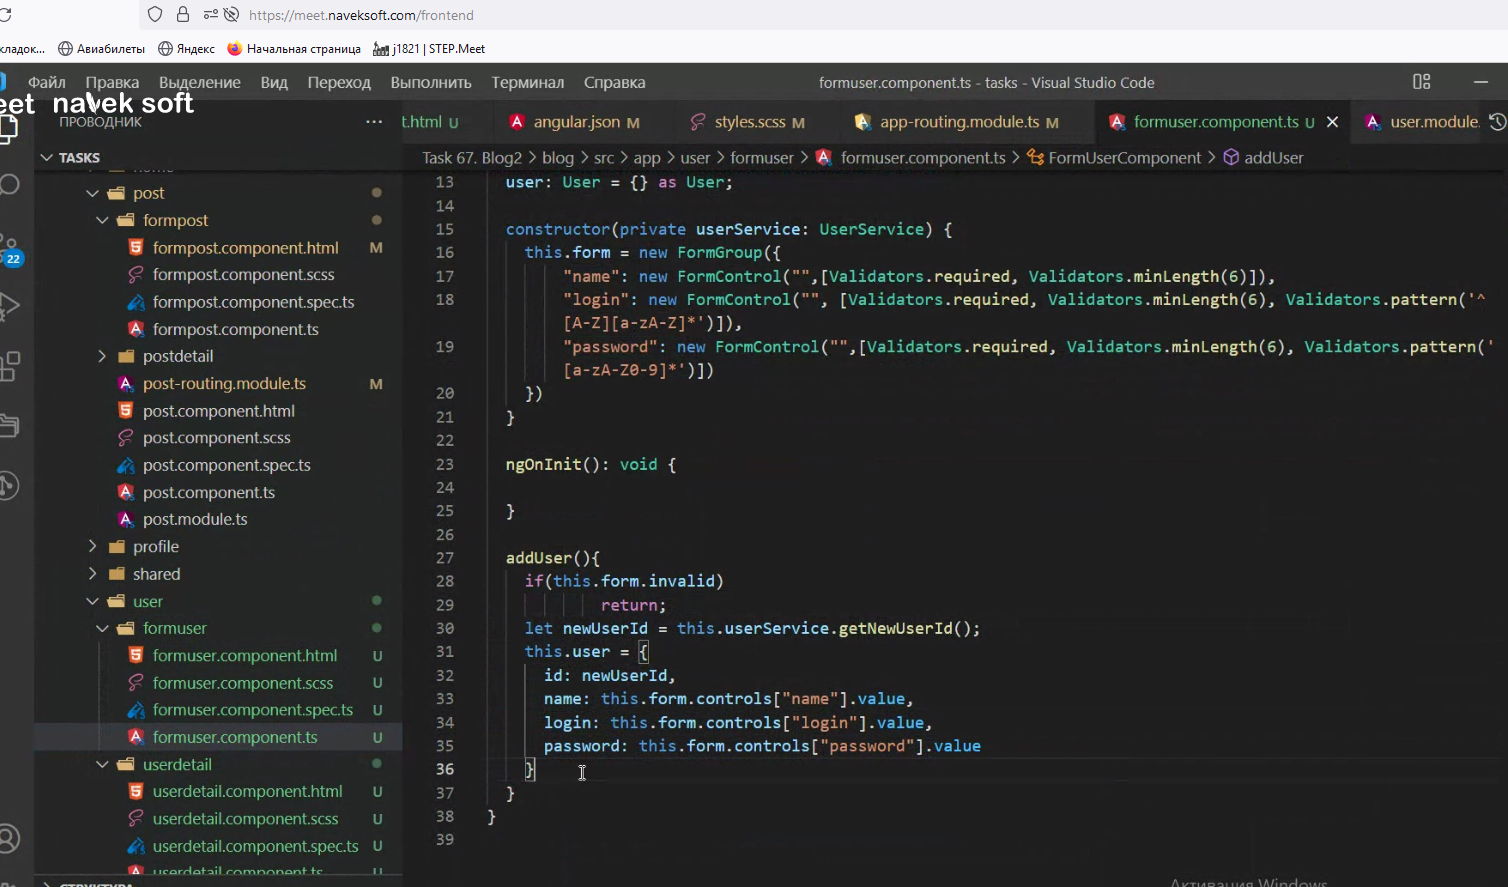 https://meet.naveksoft.com/frontend
кладок... Авиабилеты Яндекс Начальная страница j1821 | STEP.Meet
Файл Правка Выделение Вид Переход Выполнить Терминал Справка formuser.component.ts - tasks - Visual Studio Code
eet navek soft
ПРОВОДНИК ...
t.html U angular.json M styles.scss M app-routing.module.ts M formuser.component.ts U user.module.
TASKS
Task 67. Blog2 > blog > src > app > user > formuser > formuser.component.ts > FormUserComponent > addUser
home
post
formpost
formpost.component.html M
formpost.component.scss
formpost.component.spec.ts
formpost.component.ts
postdetail
post-routing.module.ts M
post.component.html
post.component.scss
post.component.spec.ts
post.component.ts
post.module.ts
profile
shared
user
formuser
formuser.component.html U
formuser.component.scss U
formuser.component.spec.ts U
formuser.component.ts U
userdetail
userdetail.component.html U
userdetail.component.scss U
userdetail.component.spec.ts U
userdetail.component.ts U
СТРУКТУРА
22
13 user: User = {} as User;
14
15 constructor(private userService: UserService) {
16 this.form = new FormGroup({
17 "name": new FormControl("",[Validators.required, Validators.minLength(6)]),
18 "login": new FormControl("", [Validators.required, Validators.minLength(6), Validators.pattern('^
[A-Z][a-zA-Z]*')]),
19 "password": new FormControl("",[Validators.required, Validators.minLength(6), Validators.pattern('
[a-zA-Z0-9]*')])
20 })
21 }
22
23 ngOnInit(): void {
24
25 }
26
27 addUser(){
28 if(this.form.invalid)
29 return;
30 let newUserId = this.userService.getNewUserId();
31 this.user = {
32 id: newUserId,
33 name: this.form.controls["name"].value,
34 login: this.form.controls["login"].value,
35 password: this.form.controls["password"].value
36 }
37 }
38 }
39
Активация Windows